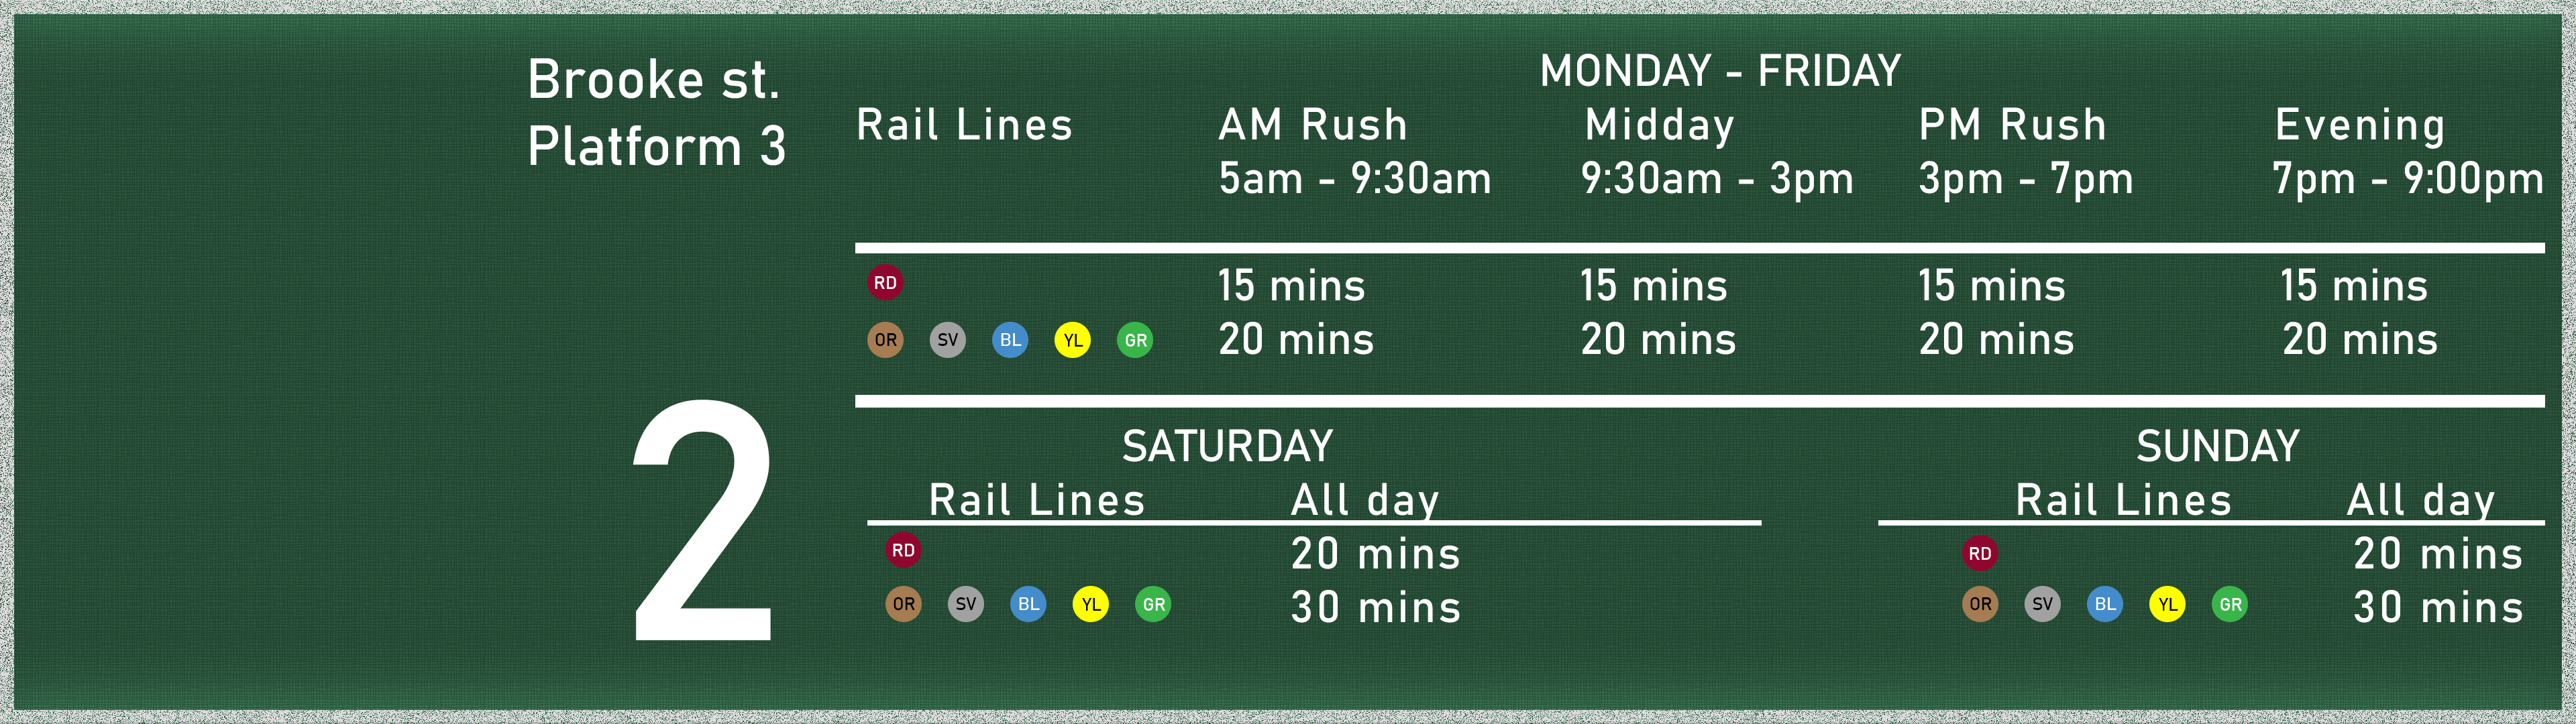 Brooke st.
Platform 3
2
MONDAY - FRIDAY
Rail Lines AM Rush Midday PM Rush Evening
5am - 9:30am 9:30am - 3pm 3pm - 7pm 7pm - 9:00pm
RD 15 mins 15 mins 15 mins 15 mins
OR SV BL YL GR 20 mins 20 mins 20 mins 20 mins
SATURDAY
Rail Lines All day
RD 20 mins
OR SV BL YL GR 30 mins
SUNDAY
Rail Lines All day
RD 20 mins
OR SV BL YL GR 30 mins